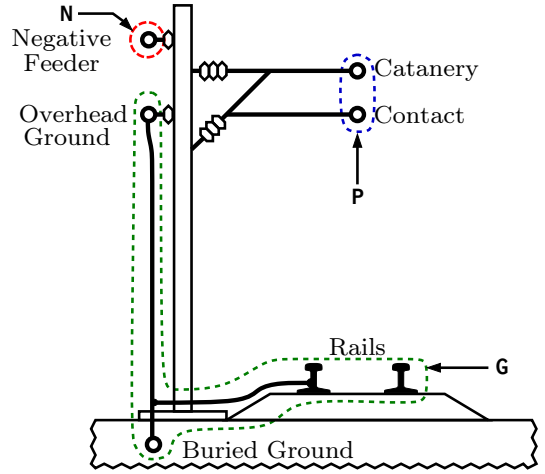 N
Negative
Feeder
Catanery
Overhead
Ground
Contact
P
Rails
G
Buried Ground